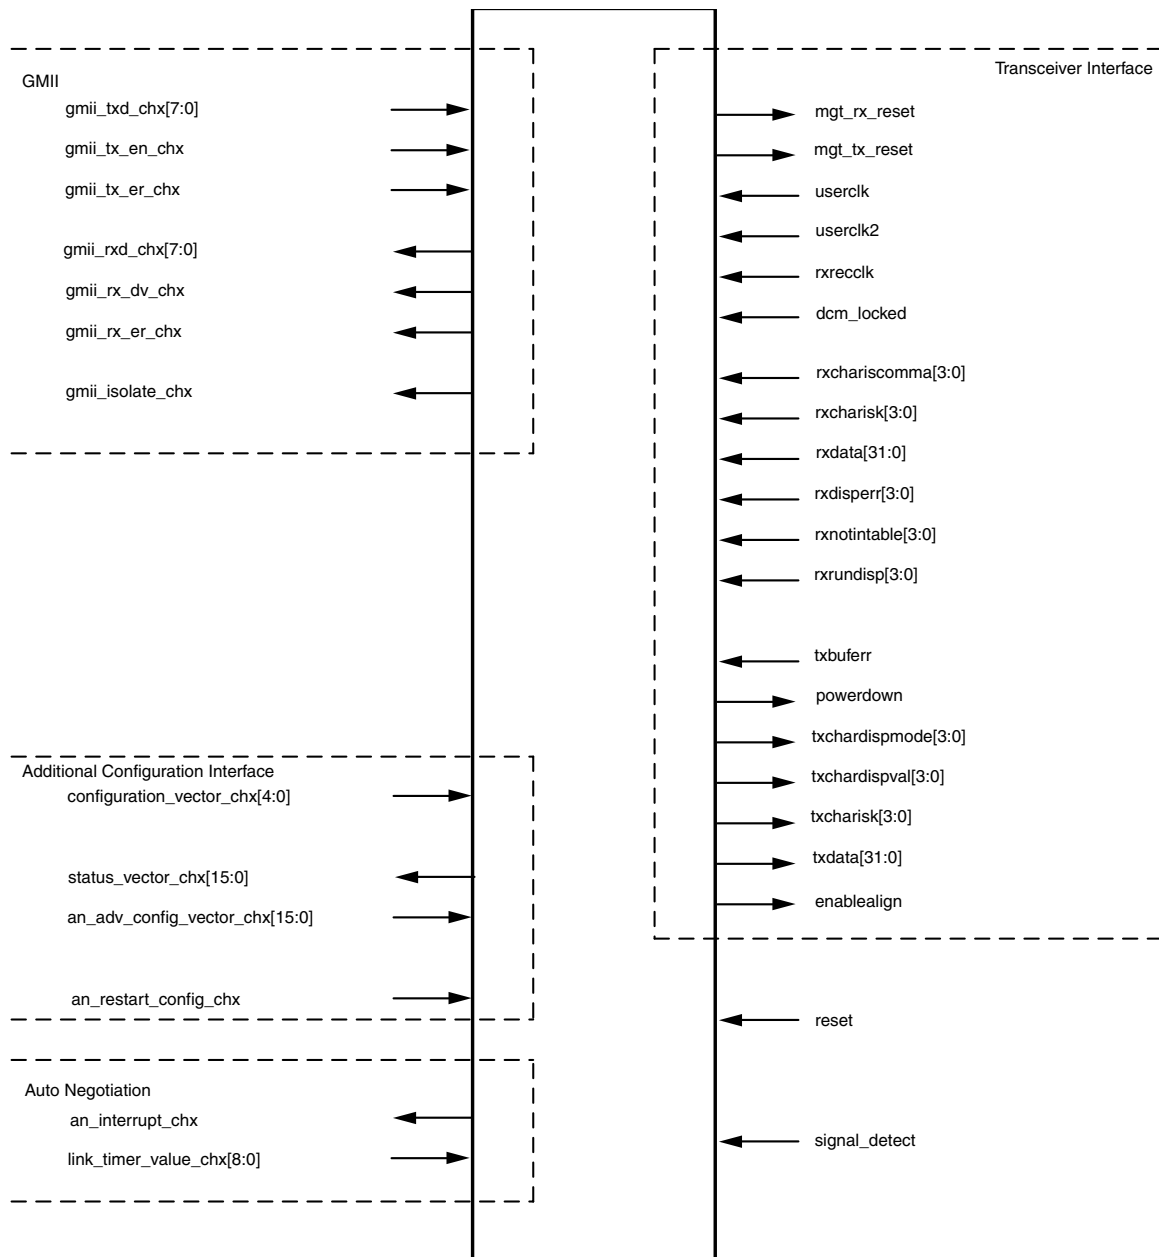 GMII
gmii_txd_chx[7:0]
gmii_tx_en_chx
gmii_tx_er_chx
gmii_rxd_chx[7:0]
gmii_rx_dv_chx
gmii_rx_er_chx
gmii_isolate_chx
Additional Configuration Interface
configuration_vector_chx[4:0]
status_vector_chx[15:0]
an_adv_config_vector_chx[15:0]
an_restart_config_chx
Auto Negotiation
an_interrupt_chx
link_timer_value_chx[8:0]
Transceiver Interface
mgt_rx_reset
mgt_tx_reset
userclk
userclk2
rxrecclk
dcm_locked
rxchariscomma[3:0]
rxcharisk[3:0]
rxdata[31:0]
rxdisperr[3:0]
rxnotintable[3:0]
rxrundisp[3:0]
txbuferr
powerdown
txchardispmode[3:0]
txchardispval[3:0]
txcharisk[3:0]
txdata[31:0]
enablealign
reset
signal_detect